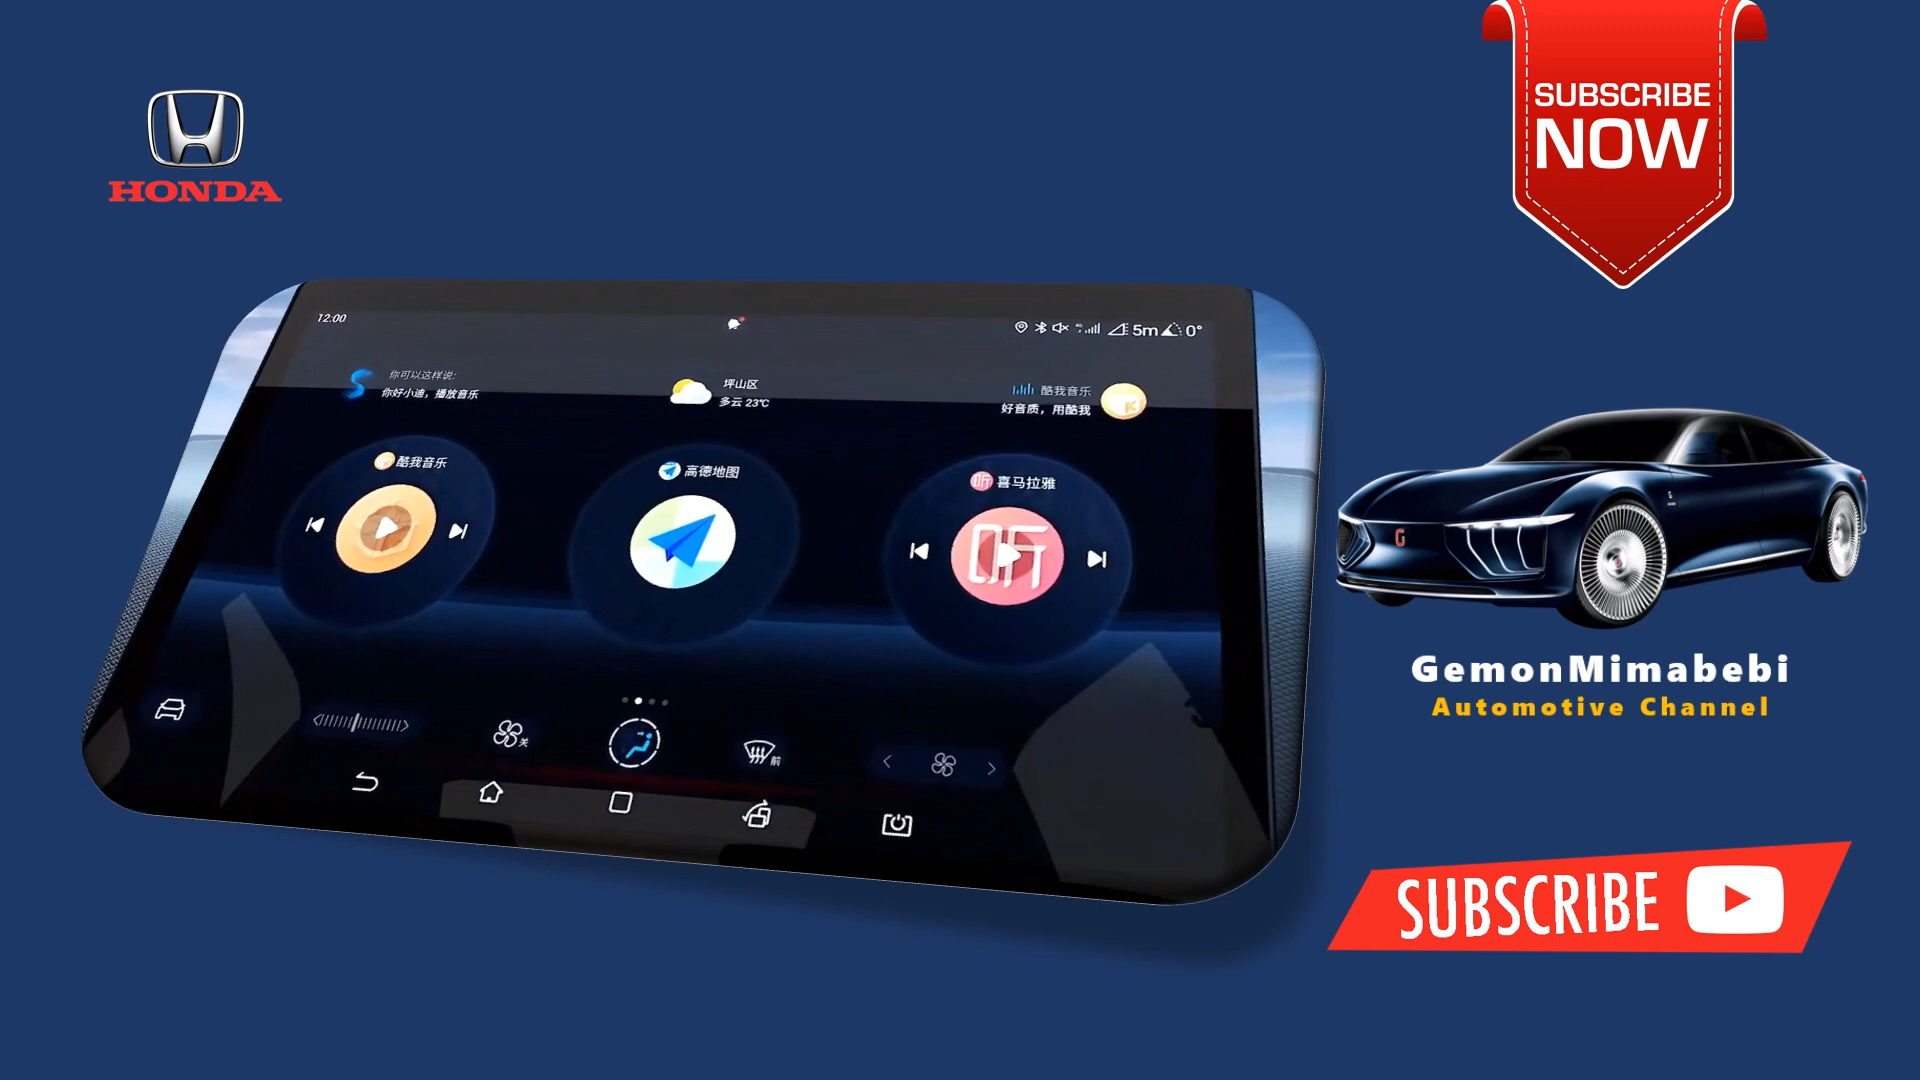 HONDA
SUBSCRIBE
NOW
12:00
5m
0°
你可以这样说:
你好小迪，播放音乐
坪山区
多云 23℃
酷我音乐
好音质，用酷我
酷我音乐
高德地图
喜马拉雅
听
听
G
关
前
GemonMimabebi
Automotive Channel
SUBSCRIBE